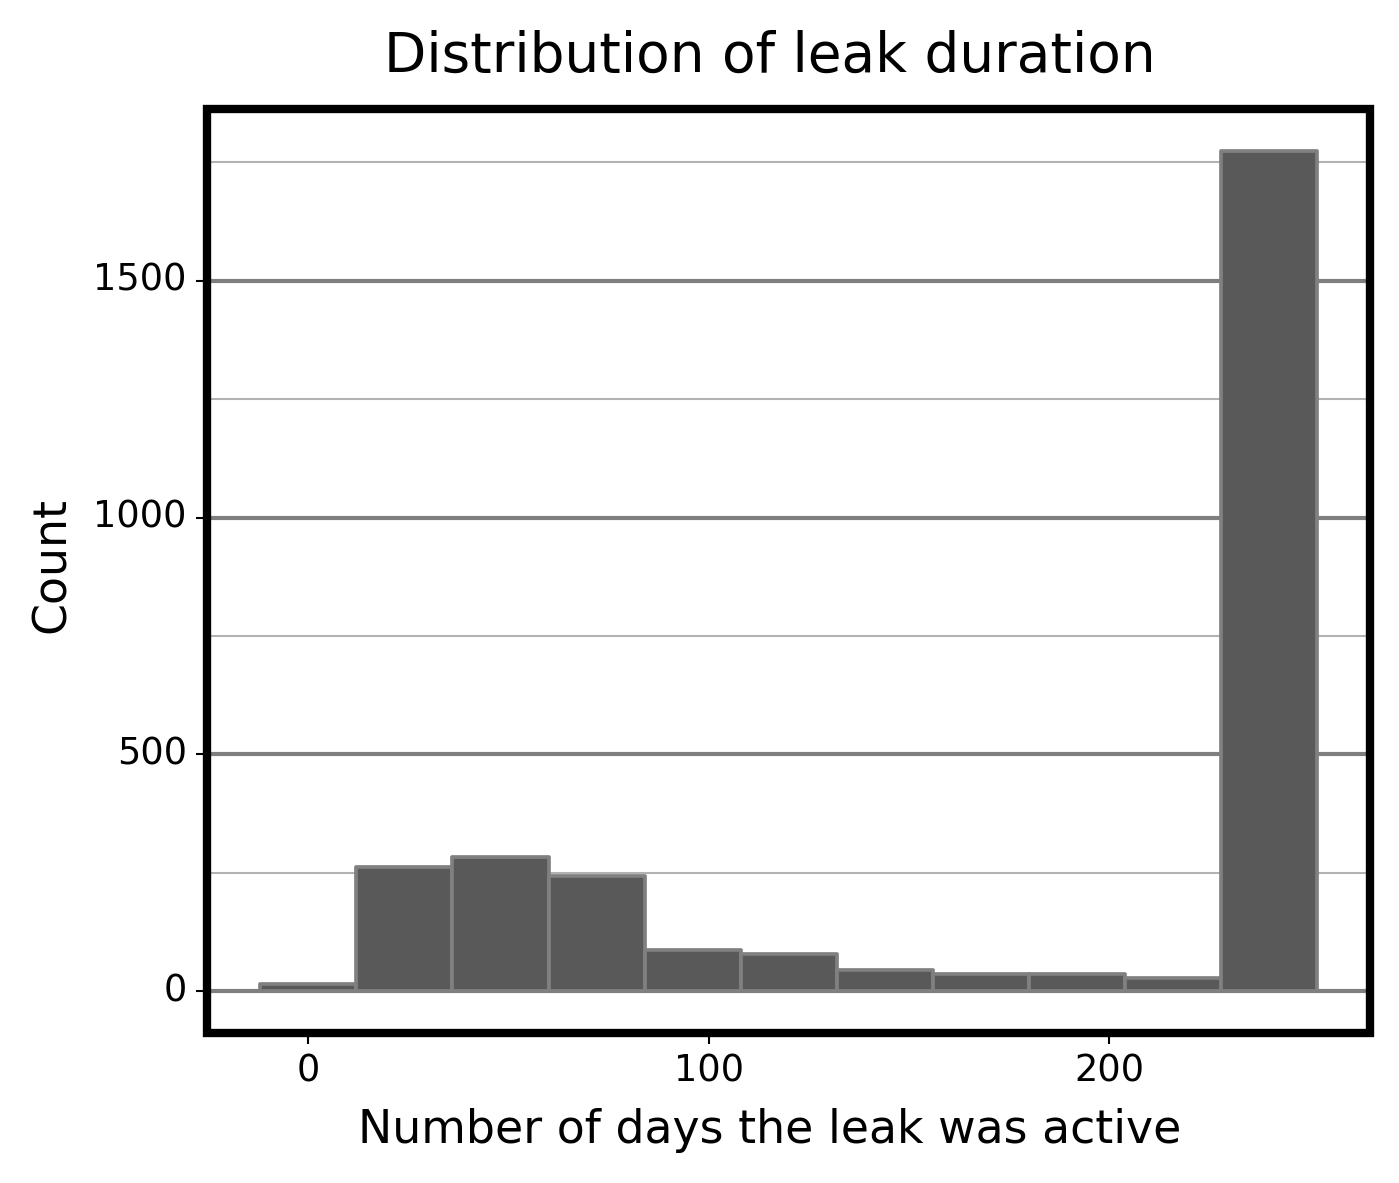 Distribution of leak duration
1500
1000
500
0
Count
0 100 200
Number of days the leak was active